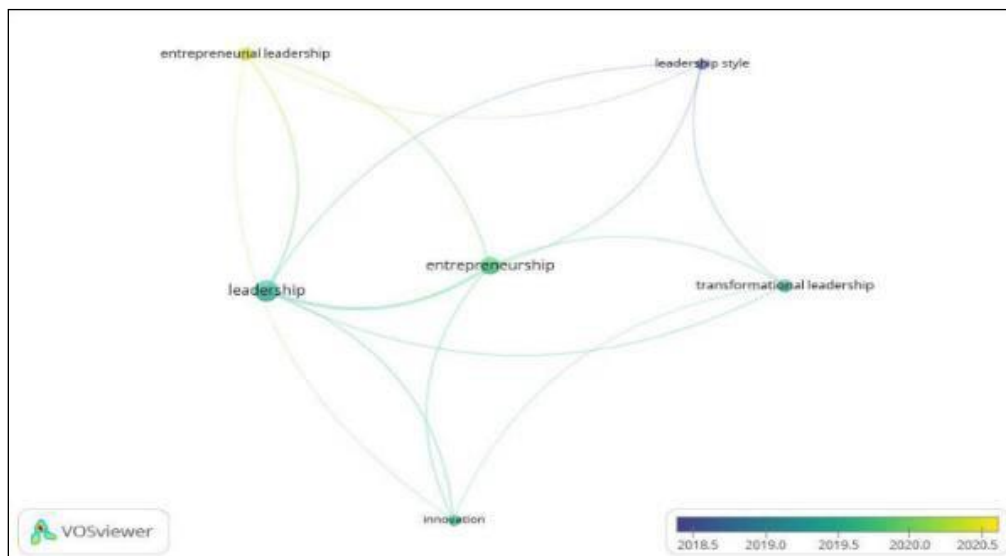 entrepreneurial leadership
leadership style
entrepreneurship
leadership
transformational leadership
innovation
VOSviewer
2018.5 2019.0 2019.5 2020.0 2020.5